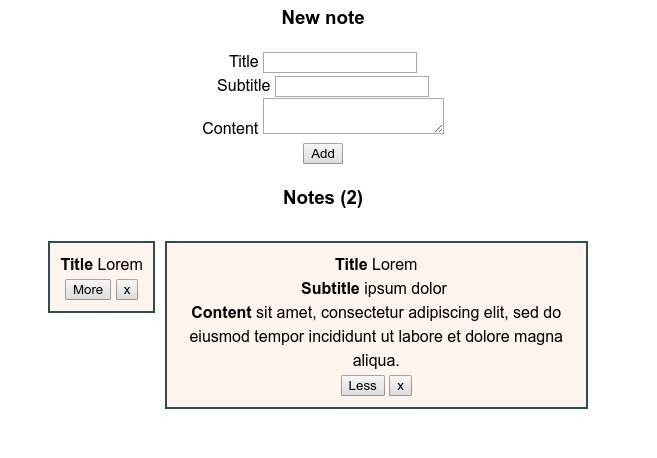 New note
Title
Subtitle
Content
Add
Notes (2)
Title Lorem
More x
Title Lorem
Subtitle ipsum dolor
Content sit amet, consectetur adipiscing elit, sed do
eiusmod tempor incididunt ut labore et dolore magna
aliqua.
Less x